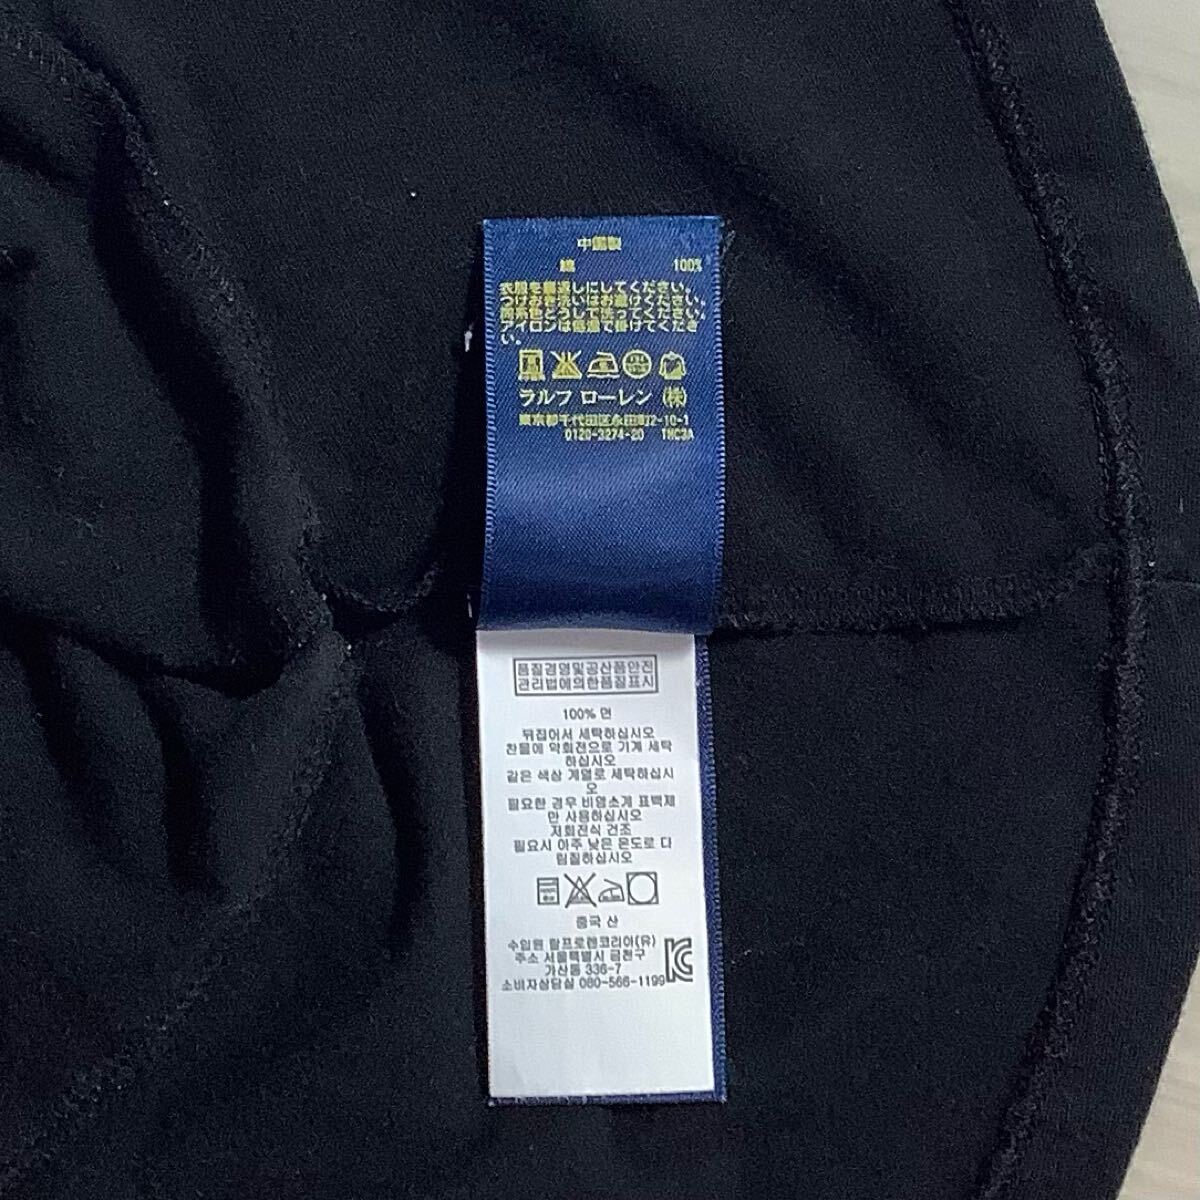 中国製
綿 100%
衣服を裏返しにしてください。
つけおき洗いはお避けください。
同系色どうしで洗ってください。
アイロンは低温で掛けてくださ
い。
ラルフ ローレン (株)
東京都千代田区永田町2-10-1
0120-3274-20 TNC3A
품질경영및공산품안전
관리법에의한품질표시
100% 면
뒤집어서 세탁하십시오
찬물에 약회전으로 기계 세탁
하십시오
같은 색상 계열로 세탁하십시
오
필요한 경우 비염소계 표백제
만 사용하십시오
저회전식 건조
필요시 아주 낮은 온도로 다
림질하십시오
중국 산
수입원 랄프로렌코리아(유)
주소 서울특별시 금천구
가산동 336-7
소비자상담실 080-566-1199